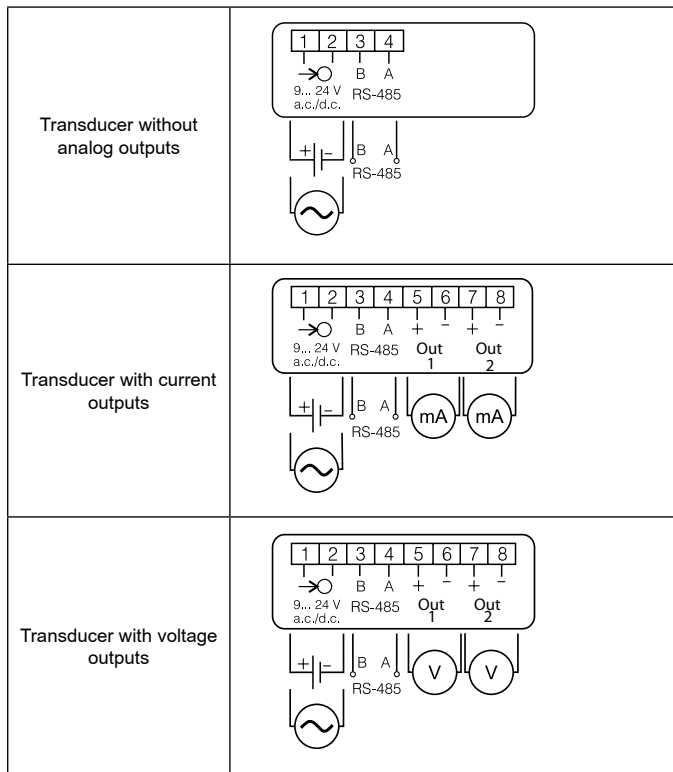 Transducer without
analog outputs
1 2 3 4
B A
9... 24 V RS-485
a.c./d.c.
+ – B A
RS-485
Transducer with current
outputs
1 2 3 4 5 6 7 8
B A + – + –
9... 24 V RS-485 Out Out
a.c./d.c. 1 2
+ – B A mA mA
RS-485
Transducer with voltage
outputs
1 2 3 4 5 6 7 8
B A + – + –
9... 24 V RS-485 Out Out
a.c./d.c. 1 2
+ – B A V V
RS-485